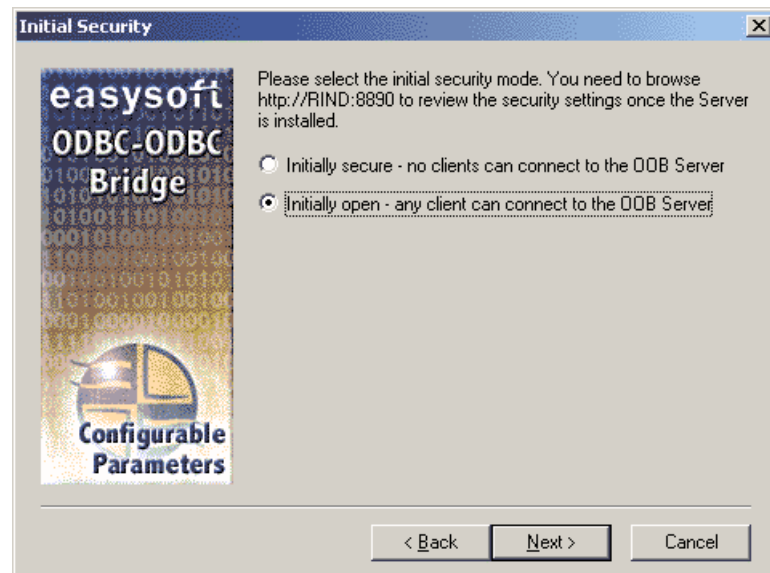 Initial Security
easysoft
ODBC-ODBC
Bridge
Configurable
Parameters
Please select the initial security mode. You need to browse
http://RIND:8890 to review the security settings once the Server
is installed.
Initially secure - no clients can connect to the OOB Server
Initially open - any client can connect to the OOB Server
< Back
Next >
Cancel